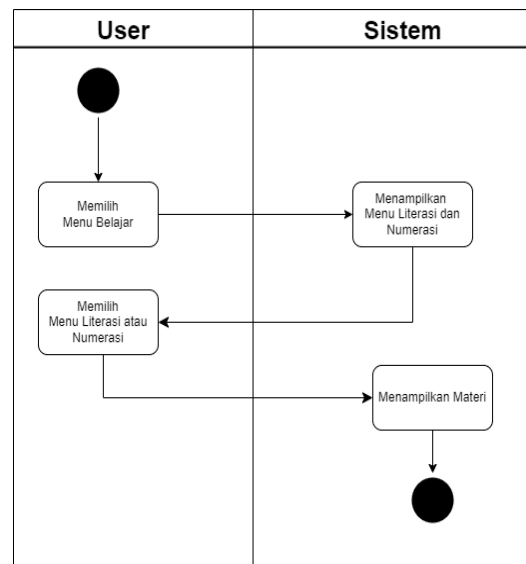 User
Sistem
Memilih
Menu Belajar
Menampilkan
Menu Literasi dan
Numerasi
Memilih
Menu Literasi atau
Numerasi
Menampilkan Materi